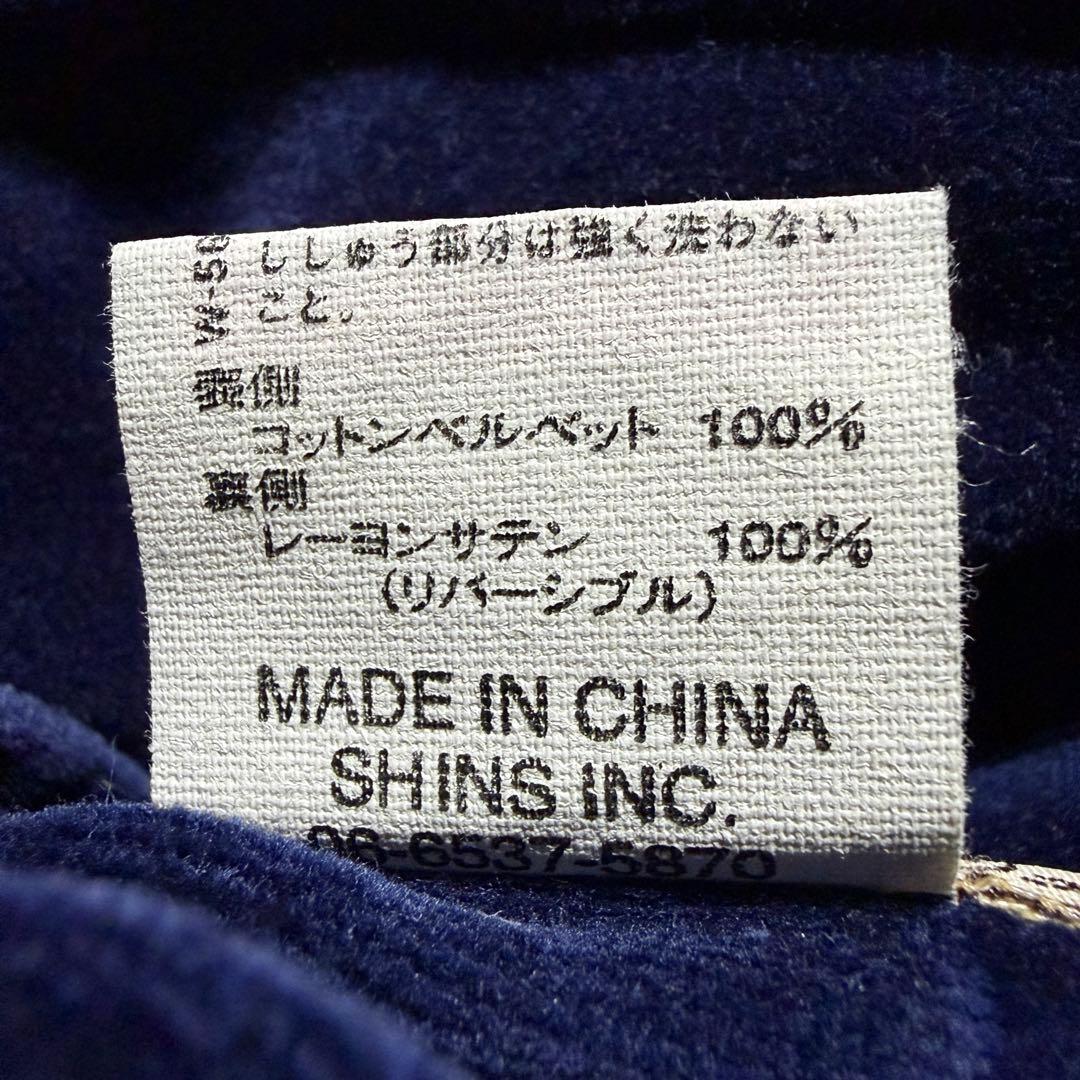 ししゅう部分は強く洗わない
こと。
W-50
コットンベルベット 100%
裏側
レーヨンサテン 100%
(リバーシブル)
MADE IN CHINA
SHINS INC.
06-6537-5870